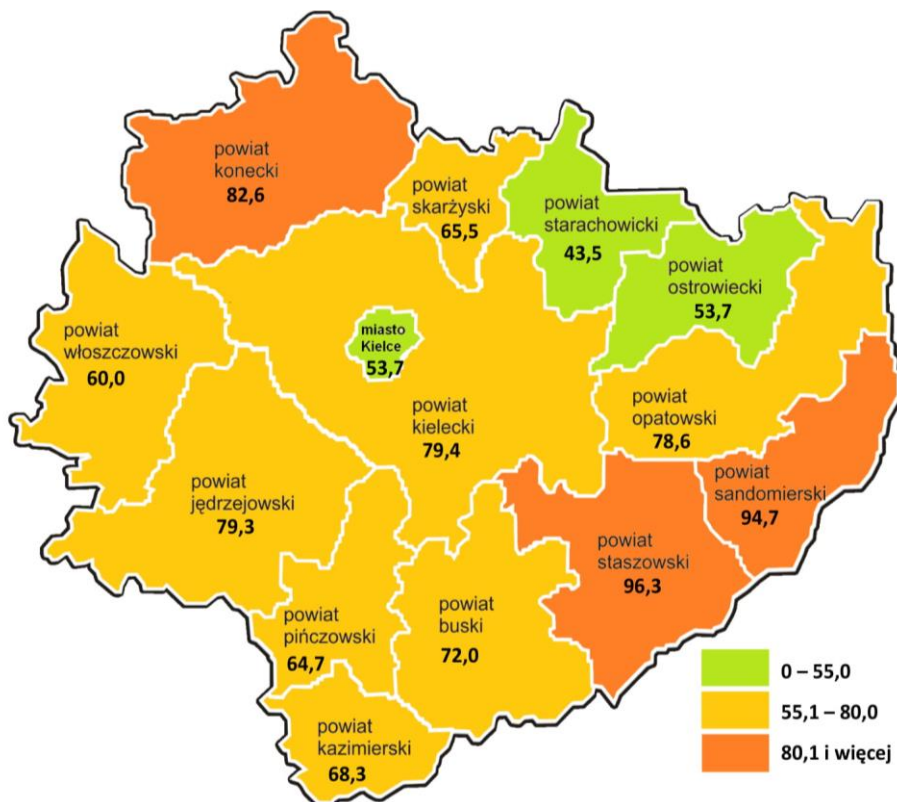 powiat
konecki
82,6
powiat
skarżyski
65,5
powiat
starachowicki
43,5
powiat
ostrowiecki
53,7
powiat
włoszczowski
60,0
miasto
Kielce
53,7
powiat
kielecki
79,4
powiat
opatowski
78,6
powiat
jędrzejowski
79,3
powiat
sandomierski
94,7
powiat
staszowski
96,3
powiat
pińczowski
64,7
powiat
buski
72,0
powiat
kazimierski
68,3
0 – 55,0
55,1 – 80,0
80,1 i więcej